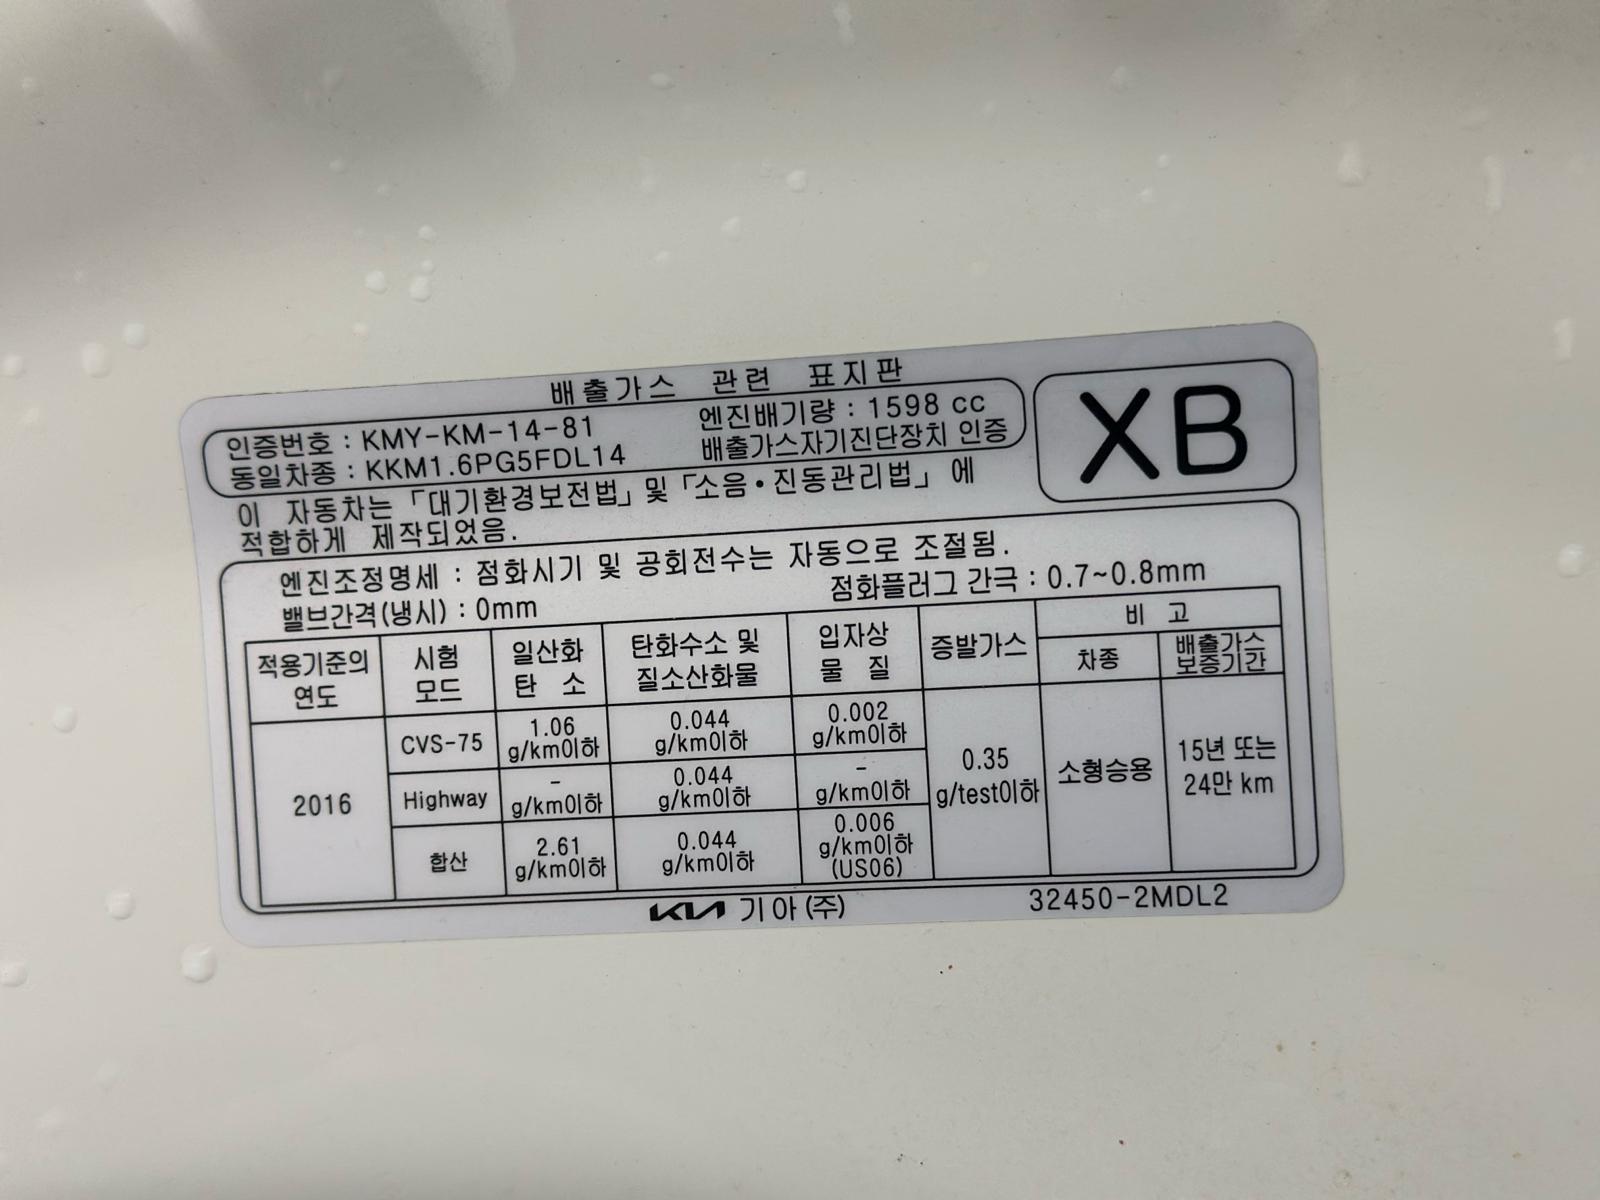 배출가스 관련 표지판
인증번호 : KMY-KM-14-81 엔진배기량 : 1598 cc
동일차종 : KKM1.6PG5FDL14 배출가스자기진단장치 인증
XB
이 자동차는 「대기환경보전법」 및 「소음·진동관리법」 에
적합하게 제작되었음.
엔진조정명세 : 점화시기 및 공회전수는 자동으로 조절됨.
밸브간격(냉시) : 0mm 점화플러그 간극 : 0.7~0.8mm
적용기준의 연도 시험 모드 일산화 탄 소 탄화수소 및 질소산화물 입자상 물 질 증발가스 비 고
차종 배출가스 보증기간
2016 CVS-75 1.06 g/km이하 0.044 g/km이하 0.002 g/km이하 0.35 g/test이하 소형승용 15년 또는 24만 km
Highway - g/km이하 0.044 g/km이하 - g/km이하
합산 2.61 g/km이하 0.044 g/km이하 0.006 g/km이하 (US06)
KIA 기아(주) 32450-2MDL2